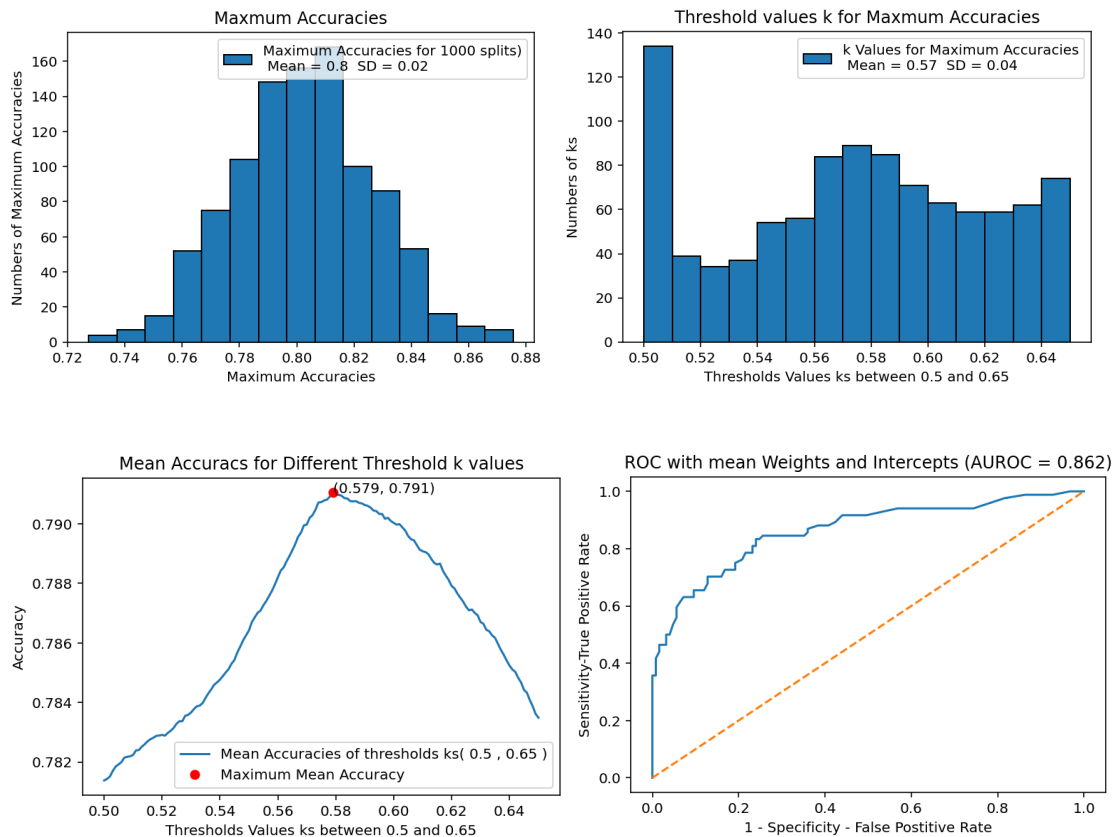 Maxmum Accuracies
Numbers of Maximum Accuracies
160
140
120
100
80
60
40
20
0
Maximum Accuracies for 1000 splits)
Mean = 0.8 SD = 0.02
0.72 0.74 0.76 0.78 0.80 0.82 0.84 0.86 0.88
Maximum Accuracies
Threshold values k for Maxmum Accuracies
Numbers of ks
140
120
100
80
60
40
20
0
k Values for Maximum Accuracies
Mean = 0.57 SD = 0.04
0.50 0.52 0.54 0.56 0.58 0.60 0.62 0.64
Thresholds Values ks between 0.5 and 0.65
Mean Accuracs for Different Threshold k values
Accuracy
0.790
0.788
0.786
0.784
0.782
(0.579, 0.791)
Mean Accuracies of thresholds ks( 0.5 , 0.65 )
Maximum Mean Accuracy
0.50 0.52 0.54 0.56 0.58 0.60 0.62 0.64
Thresholds Values ks between 0.5 and 0.65
ROC with mean Weights and Intercepts (AUROC = 0.862)
Sensitivity-True Positive Rate
1.0
0.8
0.6
0.4
0.2
0.0
0.0 0.2 0.4 0.6 0.8 1.0
1 - Specificity - False Postitive Rate